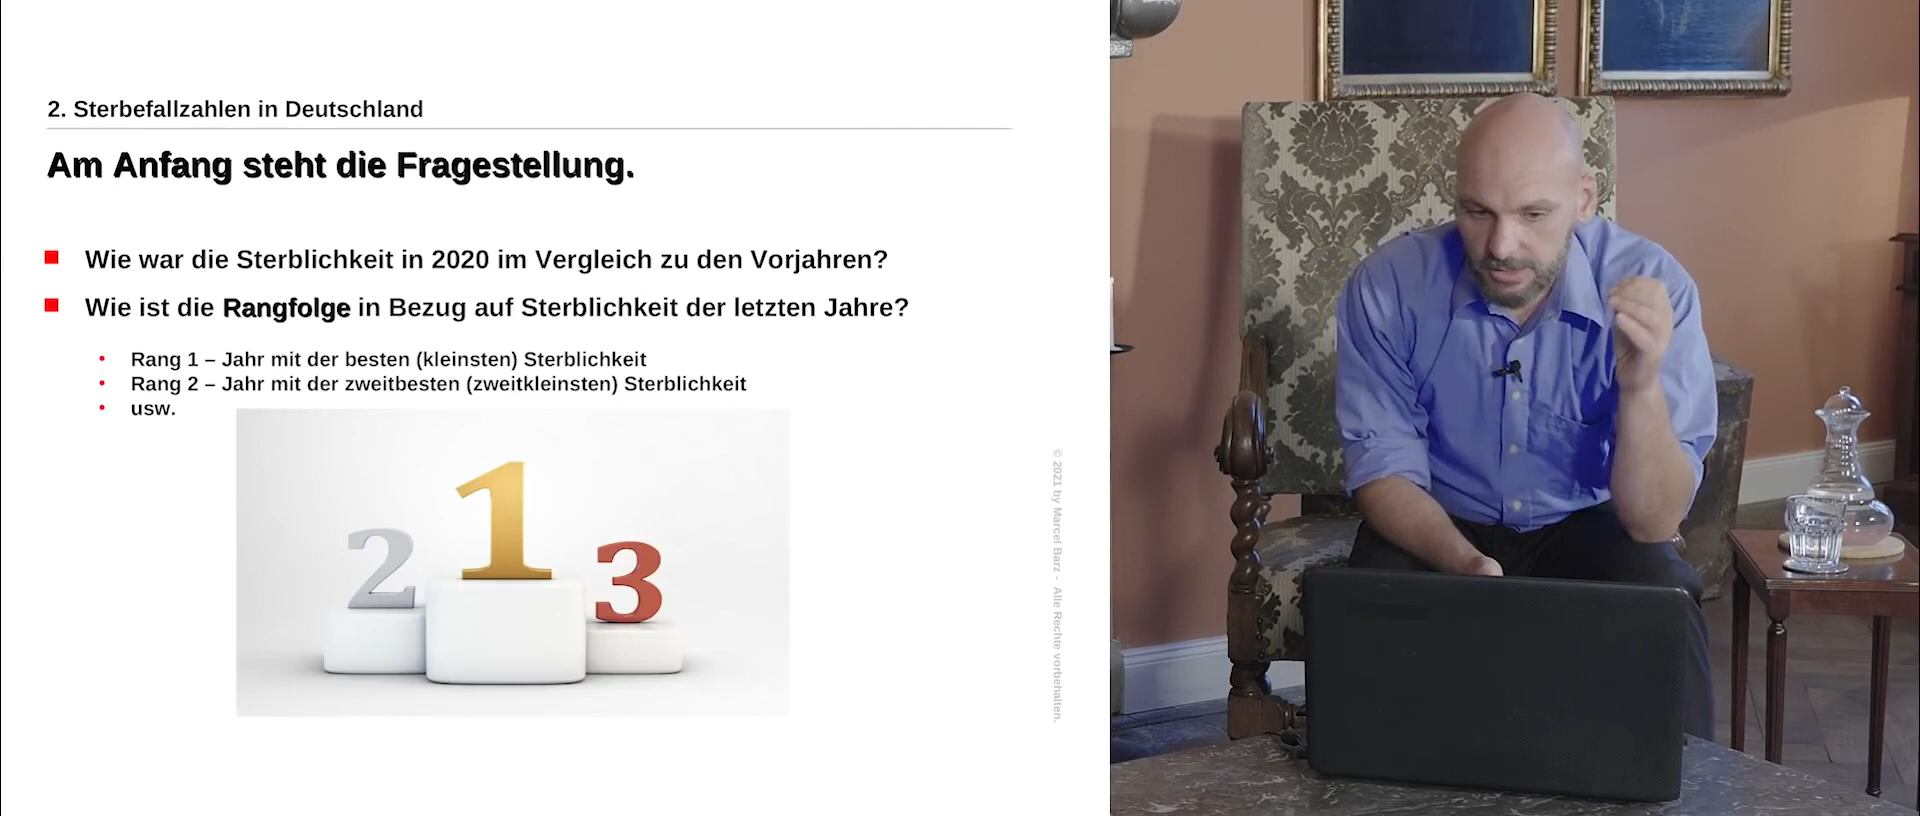 2. Sterbefallzahlen in Deutschland
Am Anfang steht die Fragestellung.
Wie war die Sterblichkeit in 2020 im Vergleich zu den Vorjahren?
Wie ist die Rangfolge in Bezug auf Sterblichkeit der letzten Jahre?
Rang 1 – Jahr mit der besten (kleinsten) Sterblichkeit
Rang 2 – Jahr mit der zweitbesten (zweitkleinsten) Sterblichkeit
usw.
2
1
3
© 2021 by Marcel Barz - Alle Rechte vorbehalten.